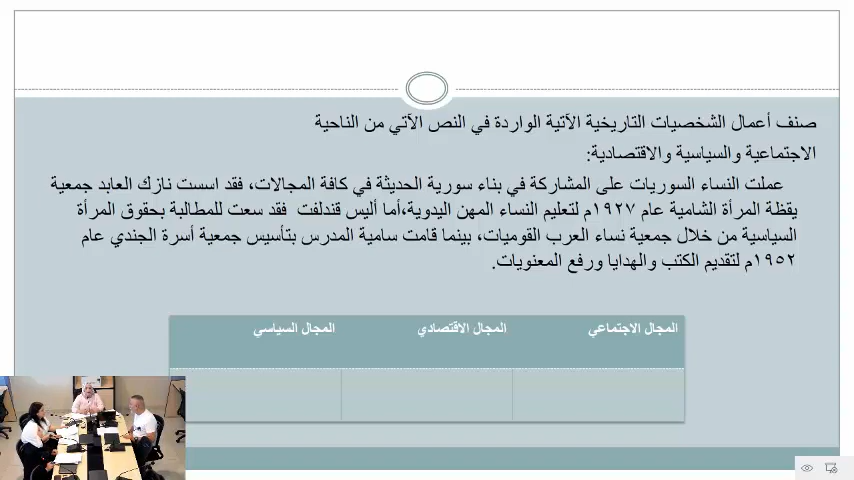 صنف أعمال الشخصيات التاريخية الآتية الواردة في النص الآتي من الناحية
الاجتماعية والسياسية والاقتصادية:
عملت النساء السوريات على المشاركة في بناء سورية الحديثة في كافة المجالات، فقد اسست نازك العابد جمعية
يقظة المرأة الشامية عام ١٩٢٧م لتعليم النساء المهن اليدوية،أما أليس قندلفت فقد سعت للمطالبة بحقوق المرأة
السياسية من خلال جمعية نساء العرب القوميات، بينما قامت سامية المدرس بتأسيس جمعية أسرة الجندي عام
١٩٥٢م لتقديم الكتب والهدايا ورفع المعنويات.
المجال الاجتماعي المجال الاقتصادي المجال السياسي